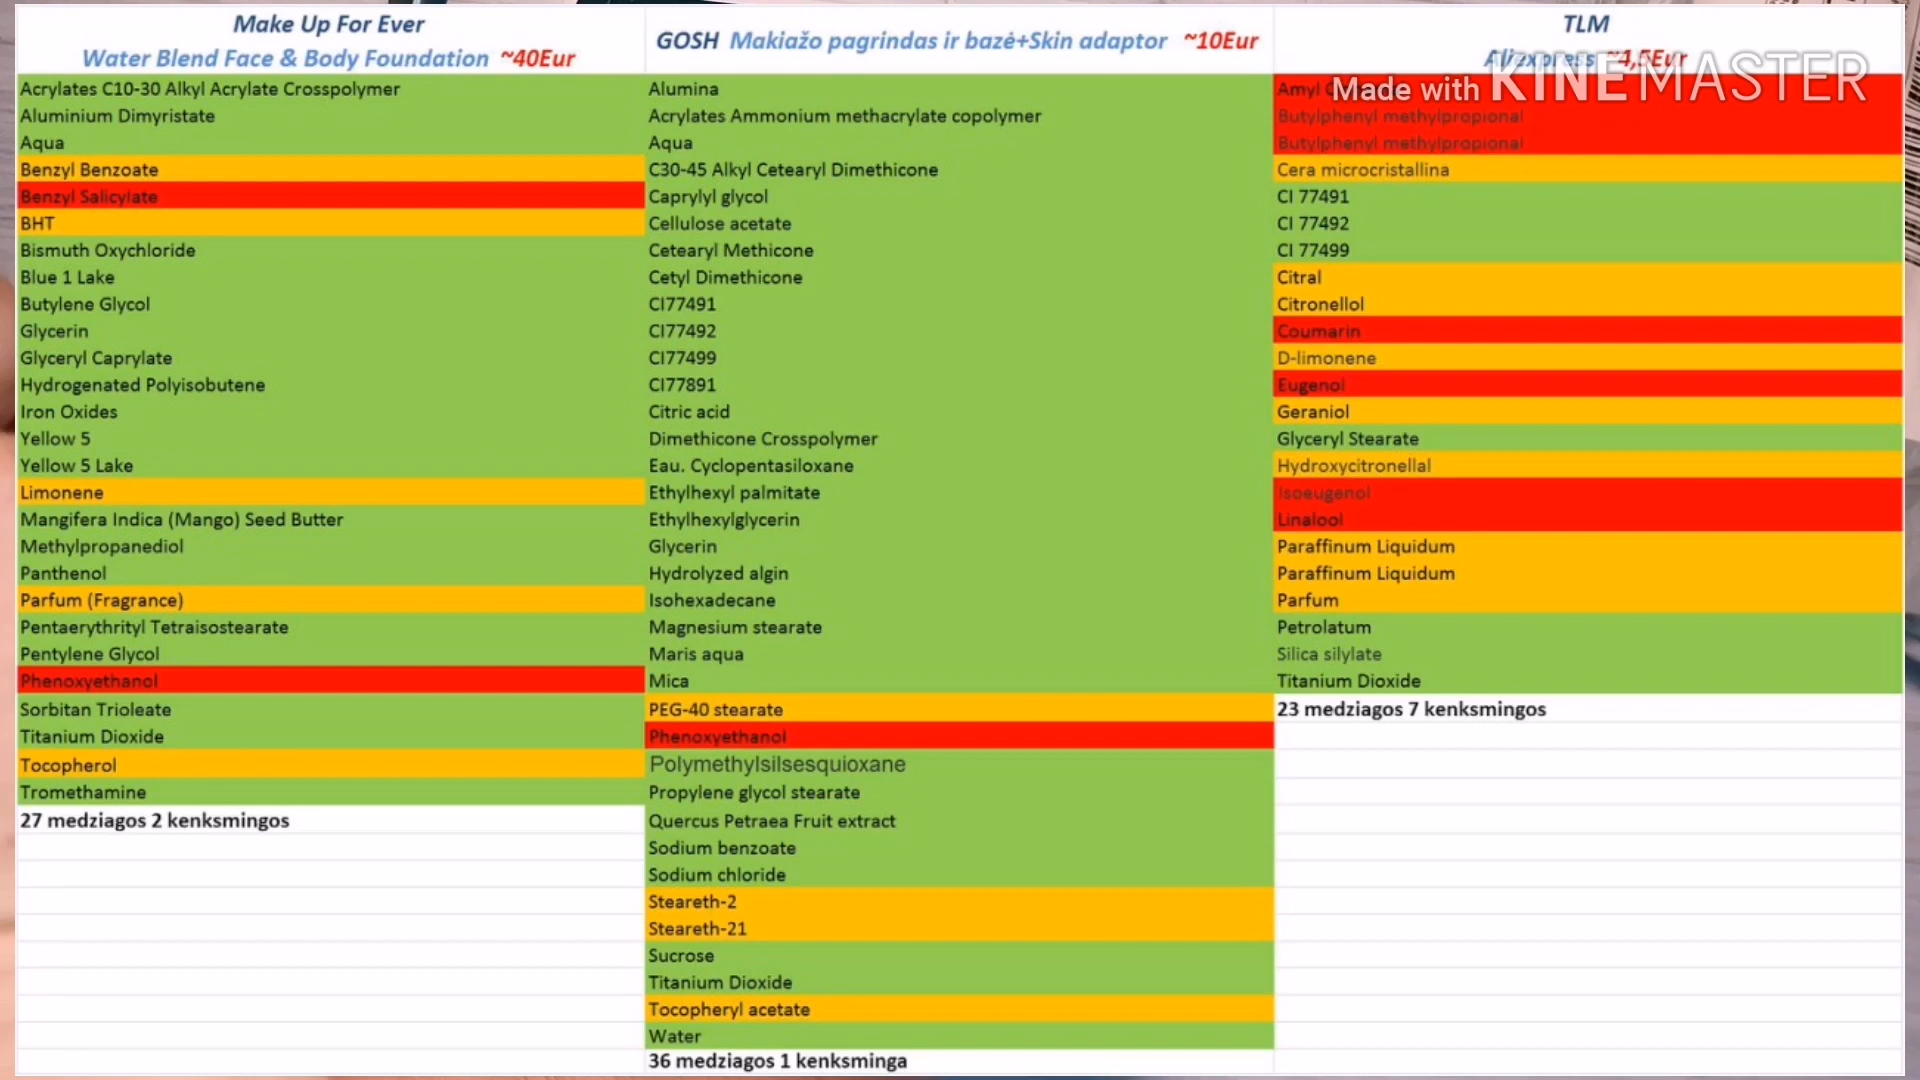 Make Up For Ever
Water Blend Face & Body Foundation ~40Eur
Acrylates C10-30 Alkyl Acrylate Crosspolymer
Aluminium Dimyristate
Aqua
Benzyl Benzoate
Benzyl Salicylate
BHT
Bismuth Oxychloride
Blue 1 Lake
Butylene Glycol
Glycerin
Glyceryl Caprylate
Hydrogenated Polyisobutene
Iron Oxides
Yellow 5
Yellow 5 Lake
Limonene
Mangifera Indica (Mango) Seed Butter
Methylpropanediol
Panthenol
Parfum (Fragrance)
Pentaerythrityl Tetraisostearate
Pentylene Glycol
Phenoxyethanol
Sorbitan Trioleate
Titanium Dioxide
Tocopherol
Tromethamine
27 medziagos 2 kenksmingos
GOSH Makiažo pagrindas ir bazė+Skin adaptor ~10Eur
Alumina
Acrylates Ammonium methacrylate copolymer
Aqua
C30-45 Alkyl Cetearyl Dimethicone
Caprylyl glycol
Cellulose acetate
Cetearyl Methicone
Cetyl Dimethicone
CI77491
CI77492
CI77499
CI77891
Citric acid
Dimethicone Crosspolymer
Eau. Cyclopentasiloxane
Ethylhexyl palmitate
Ethylhexylglycerin
Glycerin
Hydrolyzed algin
Isohexadecane
Magnesium stearate
Maris aqua
Mica
PEG-40 stearate
Phenoxyethanol
Polymethylsilsesquioxane
Propylene glycol stearate
Quercus Petraea Fruit extract
Sodium benzoate
Sodium chloride
Steareth-2
Steareth-21
Sucrose
Titanium Dioxide
Tocopheryl acetate
Water
36 medziagos 1 kenksminga
TLM
Aliexpress ~4,5Eur
Made with KINEMASTER
Amyl
Butylphenyl methylpropional
Butylphenyl methylpropional
Cera microcristallina
CI 77491
CI 77492
CI 77499
Citral
Citronellol
Coumarin
D-limonene
Eugenol
Geraniol
Glyceryl Stearate
Hydroxycitronellal
Isoeugenol
Linalool
Paraffinum Liquidum
Paraffinum Liquidum
Parfum
Petrolatum
Silica silylate
Titanium Dioxide
23 medziagos 7 kenksmingos